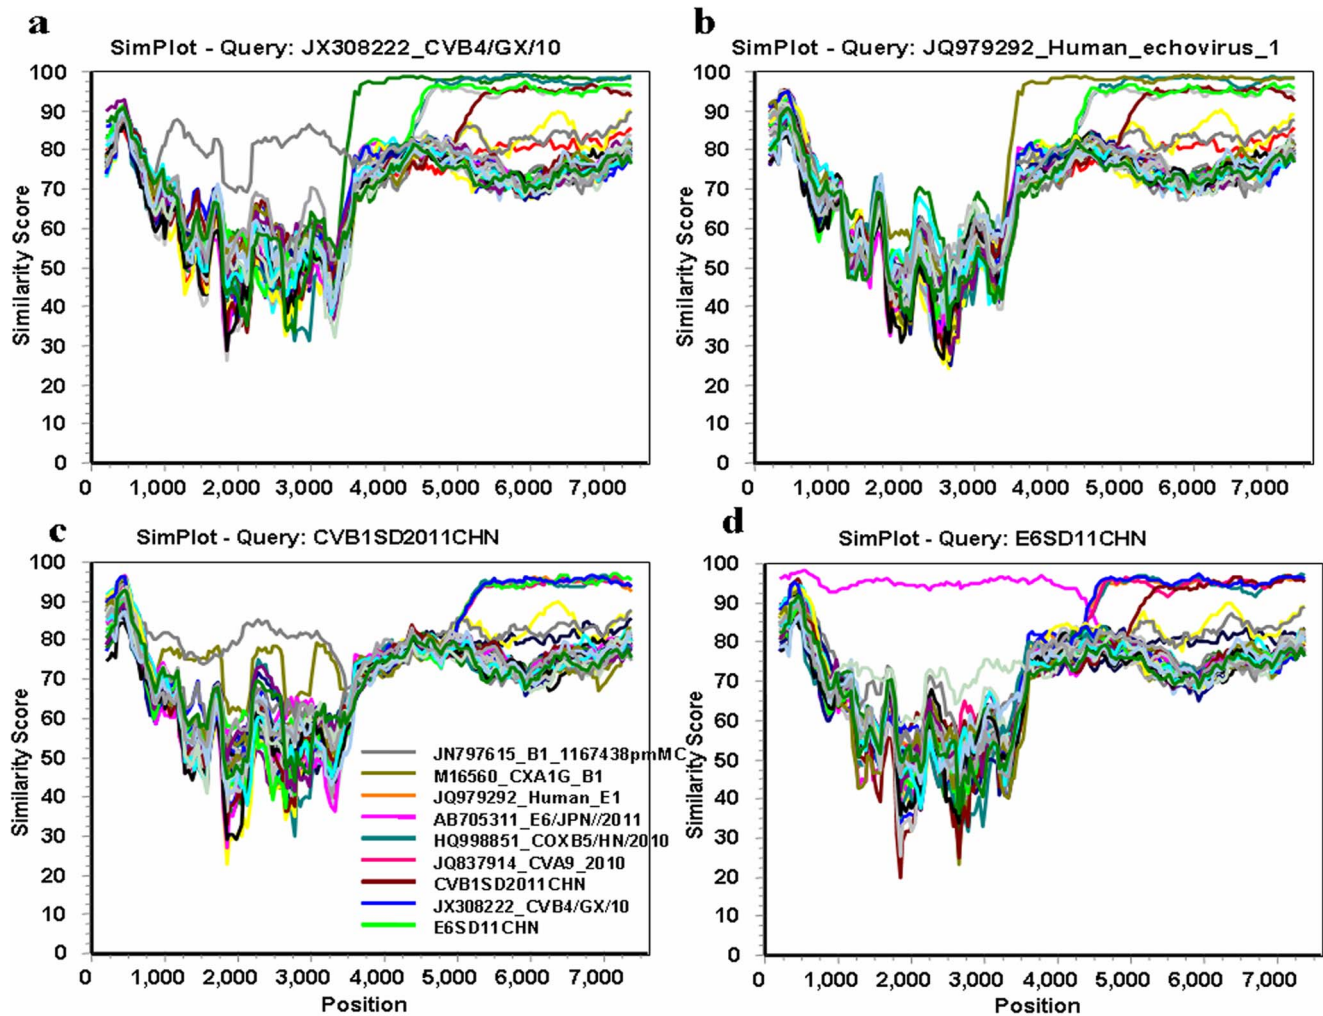 a
SimPlot - Query: JX308222_CVB4/GX/10
Similarity Score
100
90
80
70
60
50
40
30
20
10
0
0 1,000 2,000 3,000 4,000 5,000 6,000 7,000
b
SimPlot - Query: JQ979292_Human_echovirus_1
Similarity Score
100
90
80
70
60
50
40
30
20
10
0
0 1,000 2,000 3,000 4,000 5,000 6,000 7,000
c
SimPlot - Query: CVB1SD2011CHN
Similarity Score
100
90
80
70
60
50
40
30
20
10
0
JN797615_B1_1167438pmMC
M16560_CXA1G_B1
JQ979292_Human_E1
AB705311_E6/JPN//2011
HQ998851_COXB5/HN/2010
JQ837914_CVA9_2010
CVB1SD2011CHN
JX308222_CVB4/GX/10
E6SD11CHN
0 1,000 2,000 3,000 4,000 5,000 6,000 7,000
Position
d
SimPlot - Query: E6SD11CHN
Similarity Score
100
90
80
70
60
50
40
30
20
10
0
0 1,000 2,000 3,000 4,000 5,000 6,000 7,000
Position